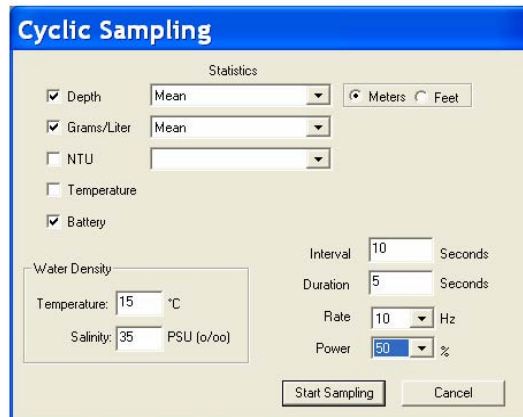 Cyclic Sampling
Statistics
Depth Mean Meters Feet
Grams/Liter Mean
NTU
Temperature
Battery
Interval 10 Seconds
Duration 5 Seconds
Rate 10 Hz
Power 50 %
Water Density
Temperature: 15 °C
Salinity: 35 PSU (o/oo)
Start Sampling Cancel